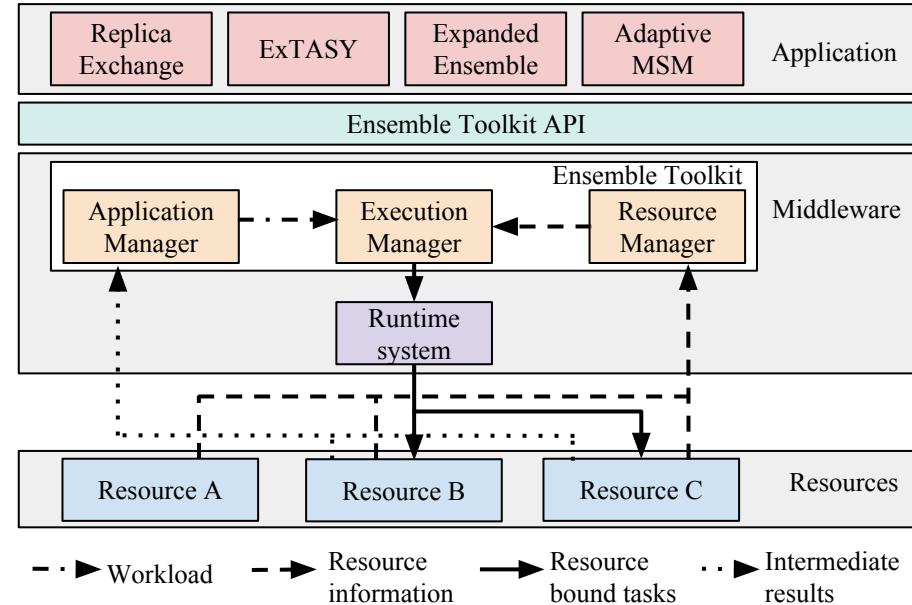 Replica
Exchange
ExTASY
Expanded
Ensemble
Adaptive
MSM
Application
Ensemble Toolkit API
Ensemble Toolkit
Middleware
Application
Manager
Execution
Manager
Resource
Manager
Runtime
system
Resource A
Resource B
Resource C
Resources
Workload
Resource
information
Resource
bound tasks
Intermediate
results